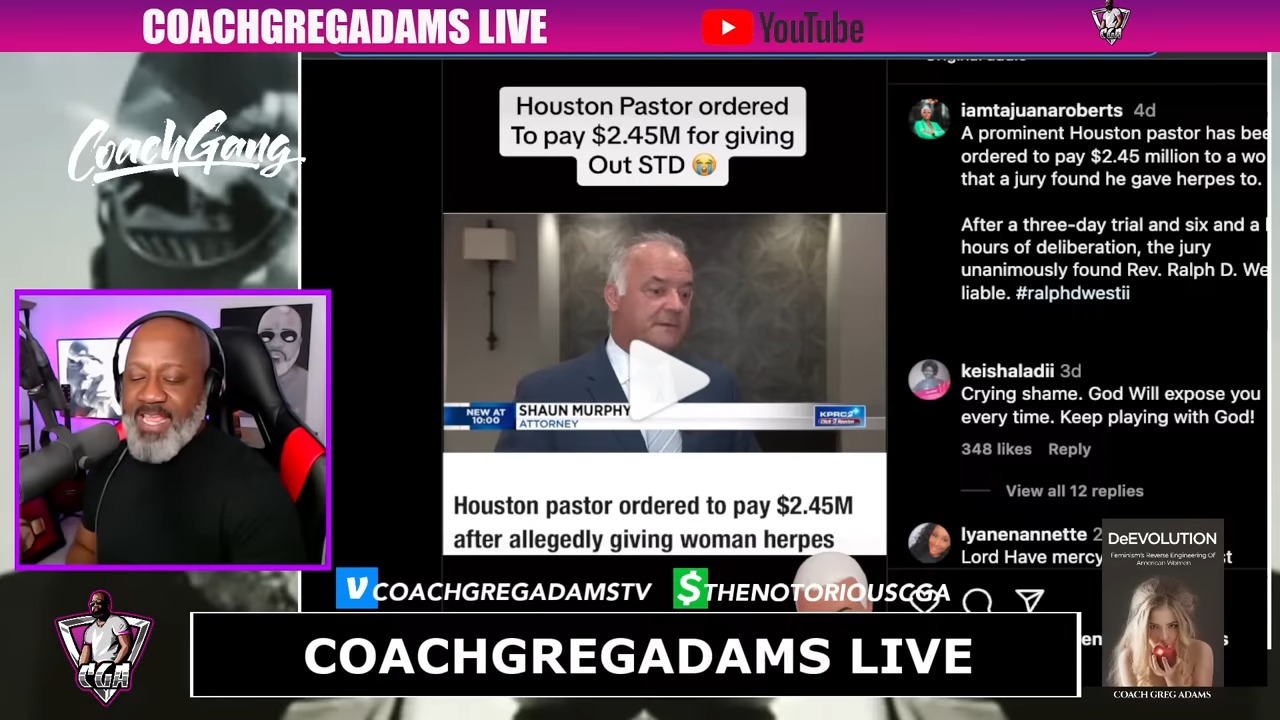 COACHGREGADAMS LIVE
YouTube
CGA
CoachGang
Houston Pastor ordered
To pay $2.45M for giving
Out STD 😭
NEW AT
10:00
SHAUN MURPHY
ATTORNEY
KPRC2
Houston pastor ordered to pay $2.45M
after allegedly giving woman herpes
iamtajuanaroberts 4d
A prominent Houston pastor has bee
ordered to pay $2.45 million to a wo
that a jury found he gave herpes to.
After a three-day trial and six and a
hours of deliberation, the jury
unanimously found Rev. Ralph D. We
liable. #ralphdwestii
keishaladii 3d
Crying shame. God Will expose you
every time. Keep playing with God!
348 likes Reply
View all 12 replies
lyanenannette 2
Lord Have mercy
st
DeEVOLUTION
Feminism's Reverse Engineering Of
American Women
COACH GREG ADAMS
V COACHGREGADAMSTV
$ THENOTORIOUSCGA
COACHGREGADAMS LIVE
CGA